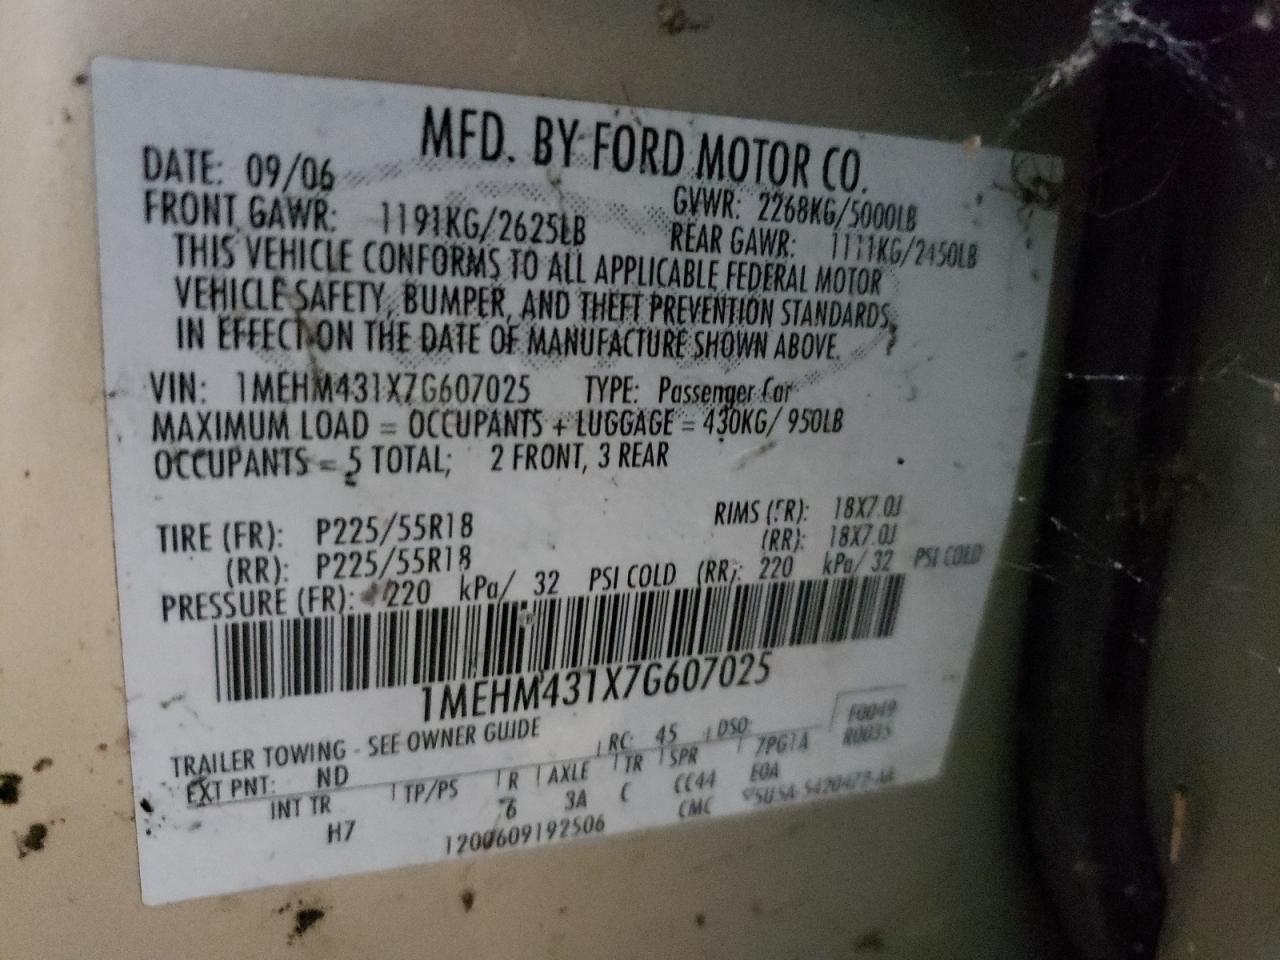 MFD. BY FORD MOTOR CO.
DATE: 09/06
GVWR: 2268KG/5000LB
FRONT GAWR: 1191KG/2625LB
REAR GAWR: 1111KG/2450LB
THIS VEHICLE CONFORMS TO ALL APPLICABLE FEDERAL MOTOR
VEHICLE SAFETY, BUMPER, AND THEFT PREVENTION STANDARDS
IN EFFECT ON THE DATE OF MANUFACTURE SHOWN ABOVE.
VIN: 1MEHM431X7G607025 TYPE: Passenger Car
MAXIMUM LOAD = OCCUPANTS + LUGGAGE = 430KG/ 950LB
OCCUPANTS = 5 TOTAL; 2 FRONT, 3 REAR
TIRE (FR): P225/55R18 RIMS (FR): 18X7.0J
(RR): P225/55R18 (RR): 18X7.0J
PRESSURE (FR): 220 kPa/ 32 PSI COLD (RR): 220 kPa/ 32 PSI COLD
1MEHM431X7G607025
TRAILER TOWING - SEE OWNER GUIDE
EXT PNT: ND RC: 45 DSO: F0049
INT TR TP/PS R AXLE TR SPR 7PG1A R0035
H7 6 3A C CC44 E0A
1200609192506 CMC